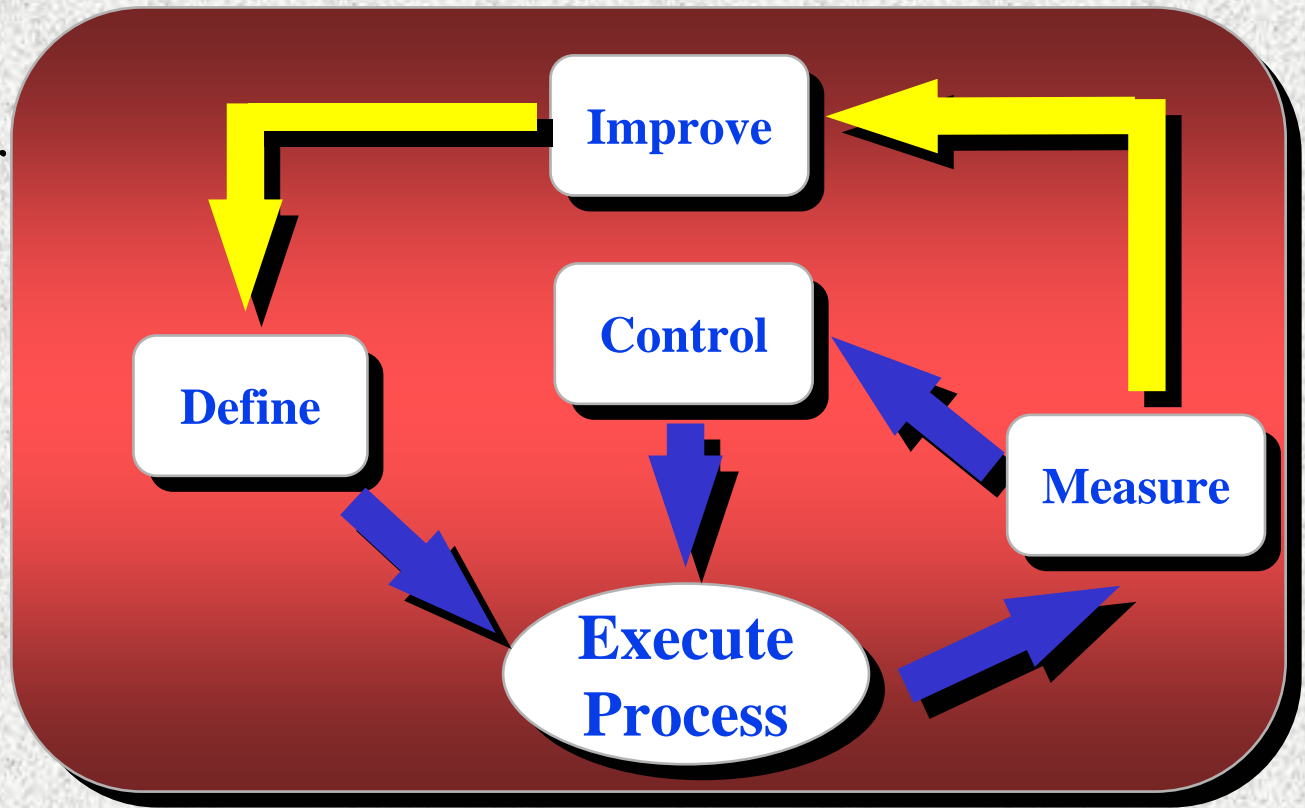 Improve
Control
Define
Measure
Execute
Process